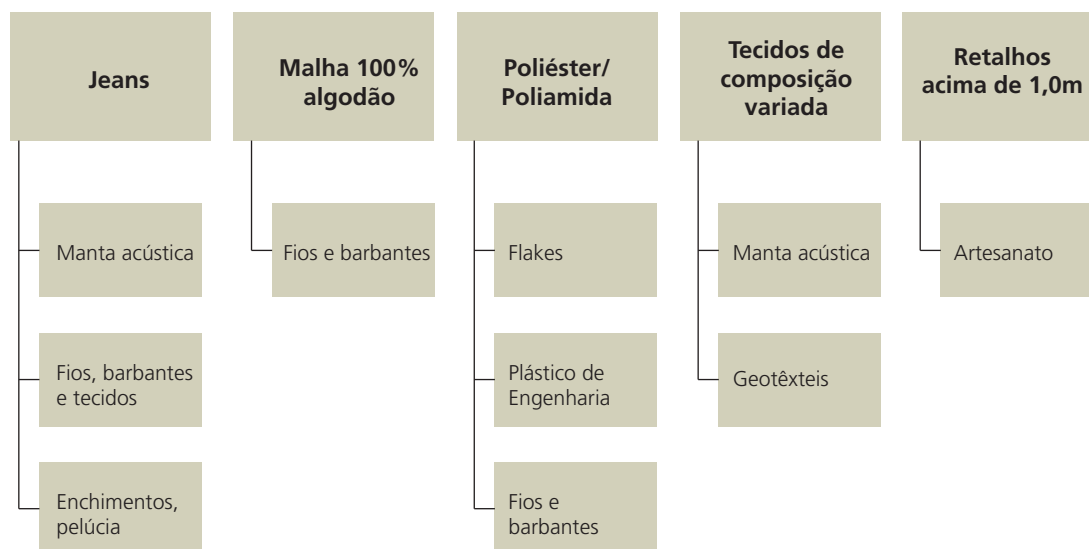 Jeans
Malha 100%
algodão
Poliéster/
Poliamida
Tecidos de
composição
variada
Retalhos
acima de 1,0m
Manta acústica
Fios e barbantes
Flakes
Manta acústica
Artesanato
Fios, barbantes
e tecidos
Plástico de
Engenharia
Geotêxteis
Enchimentos,
pelúcia
Fios e
barbantes